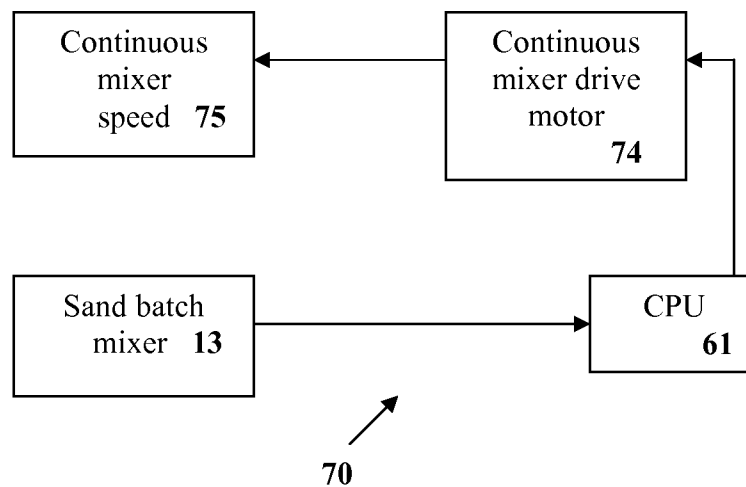 Continuous
mixer
speed 75
Continuous
mixer drive
motor
74
Sand batch
mixer 13
CPU
61
70